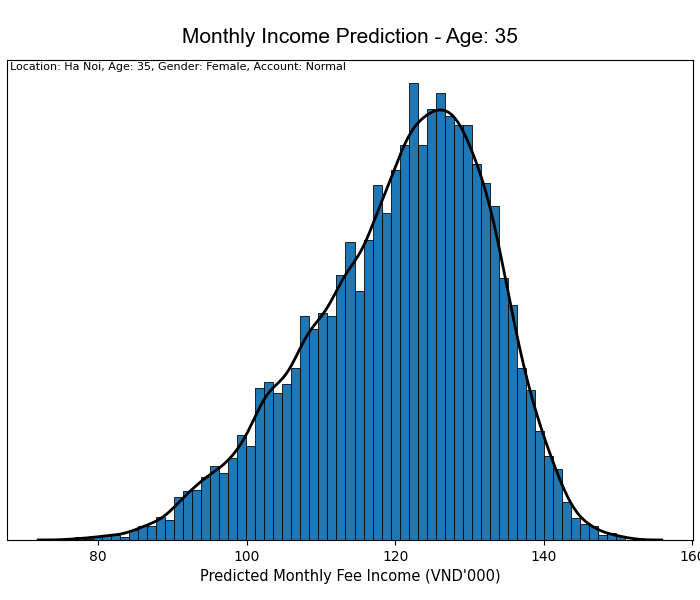 Monthly Income Prediction - Age: 35
Location: Ha Noi, Age: 35, Gender: Female, Account: Normal
80 100 120 140 160
Predicted Monthly Fee Income (VND'000)